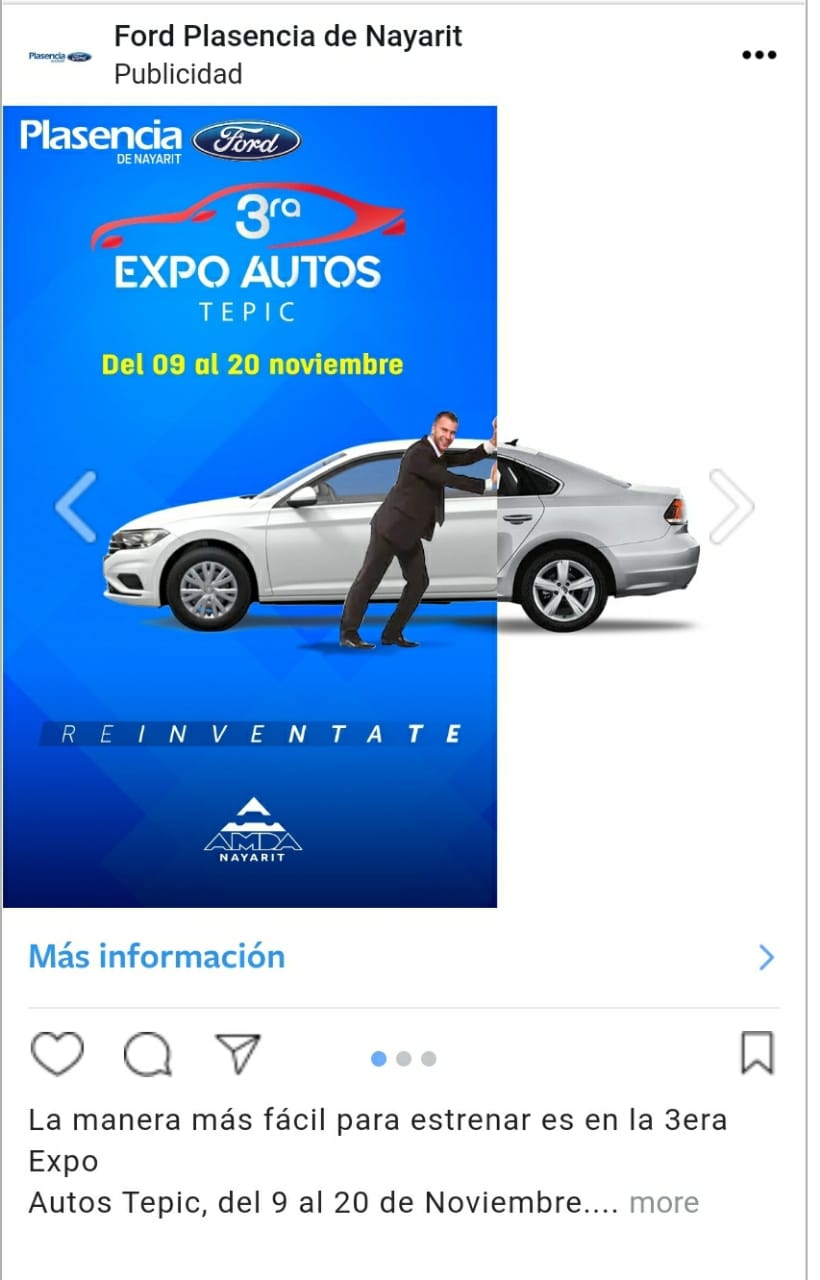 Plasencia Ford
Ford Plasencia de Nayarit
Publicidad
Plasencia Ford
DE NAYARIT
3ra
EXPO AUTOS
TEPIC
Del 09 al 20 noviembre
REINVENTATE
AMDA
NAYARIT
Más información
La manera más fácil para estrenar es en la 3era
Expo
Autos Tepic, del 9 al 20 de Noviembre.... more